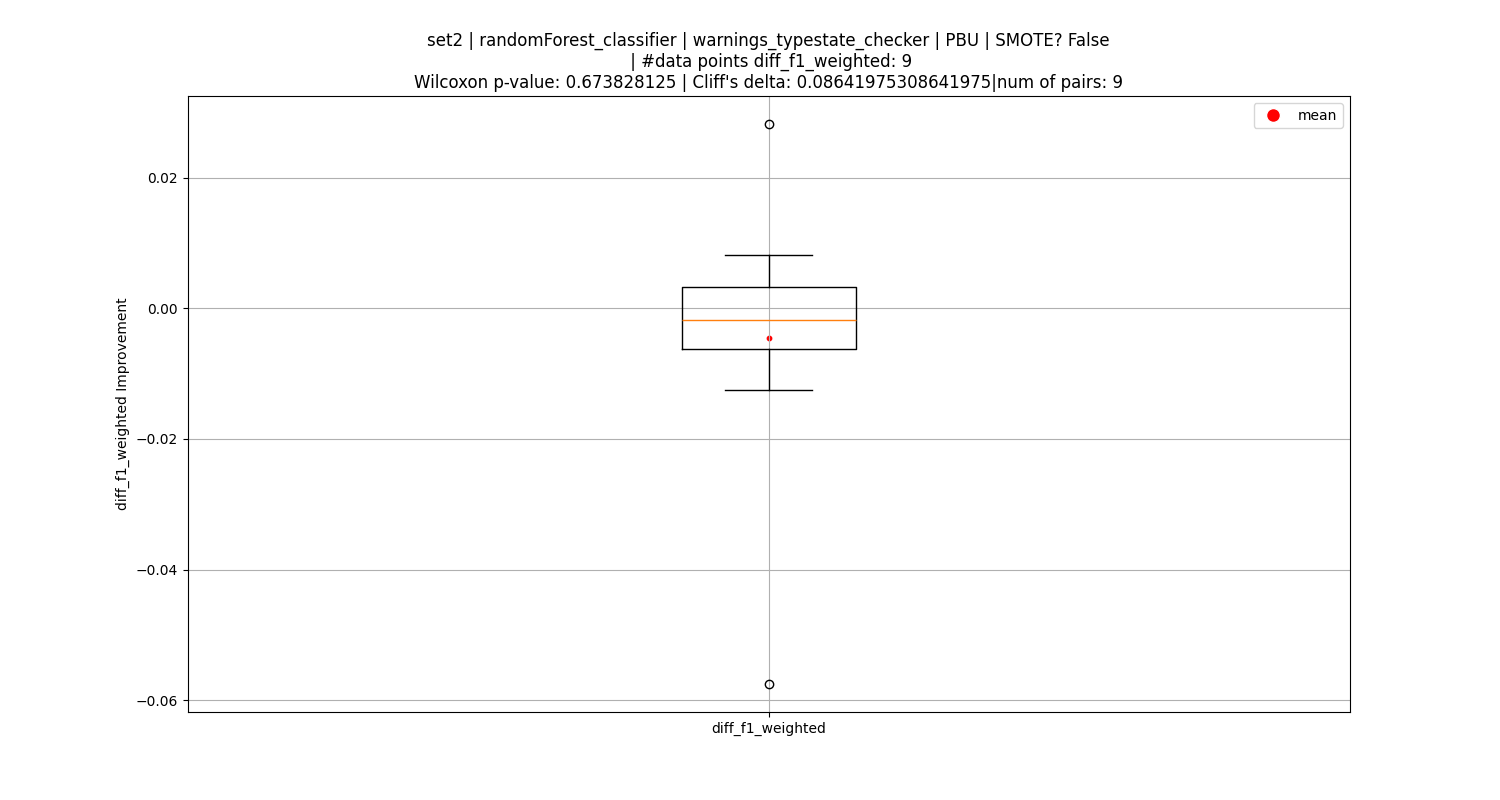 set2 | randomForest_classifier | warnings_typestate_checker | PBU | SMOTE? False
| #data points diff_f1_weighted: 9
Wilcoxon p-value: 0.673828125 | Cliff's delta: 0.08641975308641975|num of pairs: 9
mean
0.02
0.00
−0.02
−0.04
−0.06
diff_f1_weighted Improvement
diff_f1_weighted